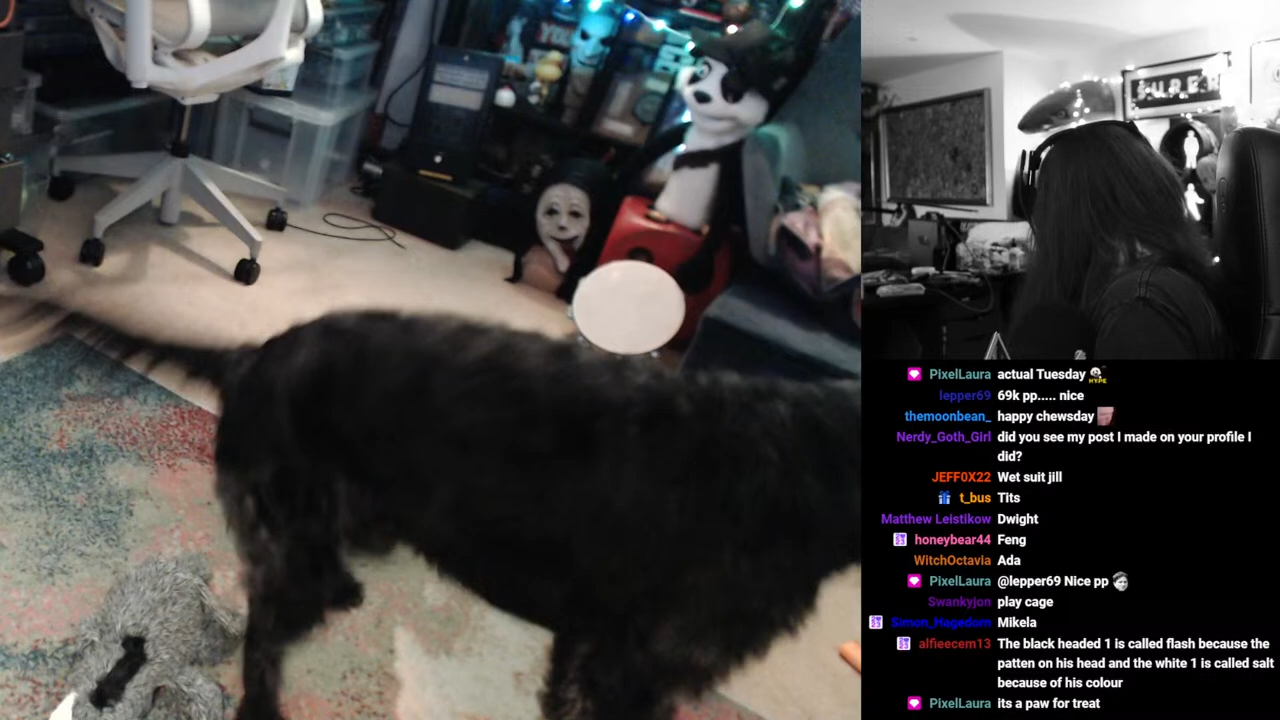 YOU
SUPER
PixelLaura actual Tuesday
HYPE
lepper69 69k pp..... nice
themoonbean_ happy chewsday
Nerdy_Goth_Girl did you see my post I made on your profile I
did?
JEFF0X22 Wet suit jill
t_bus Tits
Matthew Leistikow Dwight
honeybear44 Feng
WitchOctavia Ada
PixelLaura @lepper69 Nice pp
Swankyjon play cage
Simon_Hagedorn Mikela
alfieecem13 The black headed 1 is called flash because the
patten on his head and the white 1 is called salt
because of his colour
PixelLaura its a paw for treat